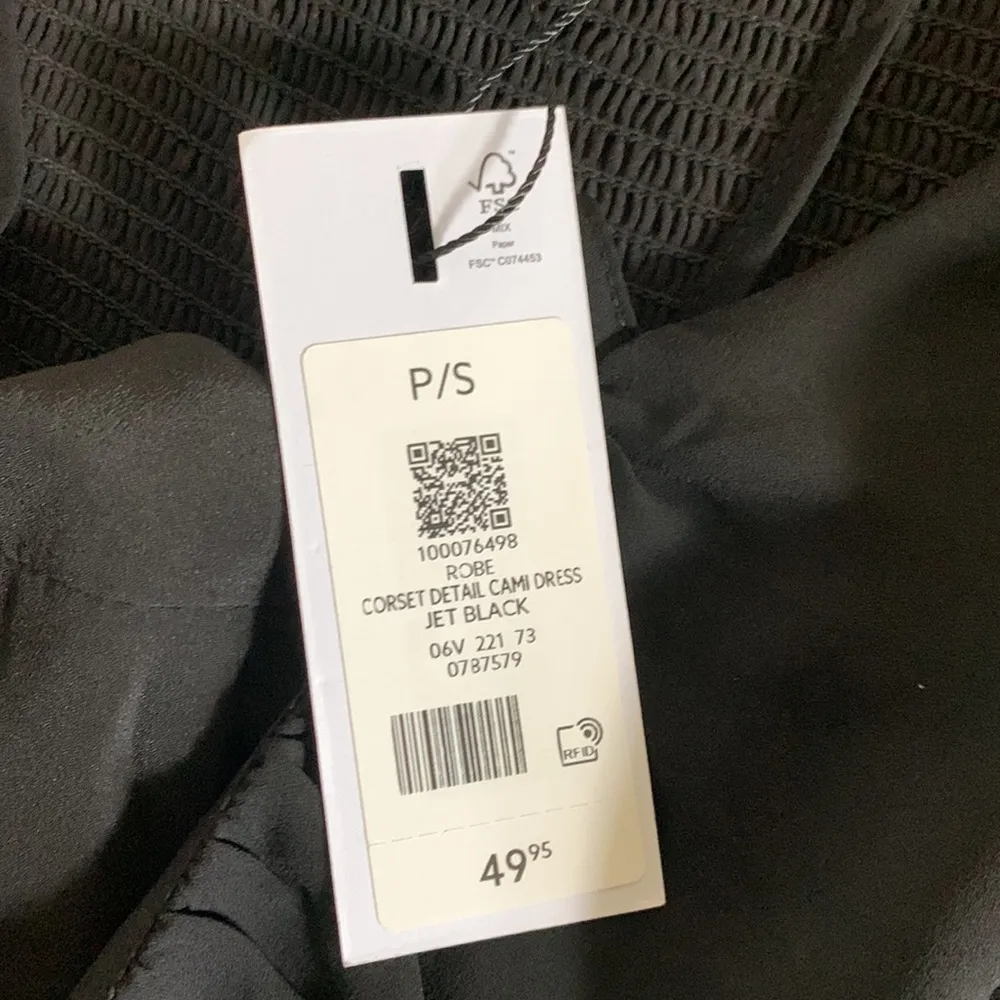 ™
FSC
MIX
Paper
FSC® C074453
P/S
100076498
ROBE
CORSET DETAIL CAMI DRESS
JET BLACK
06V 221 73
0787579
RFID
49⁹⁵